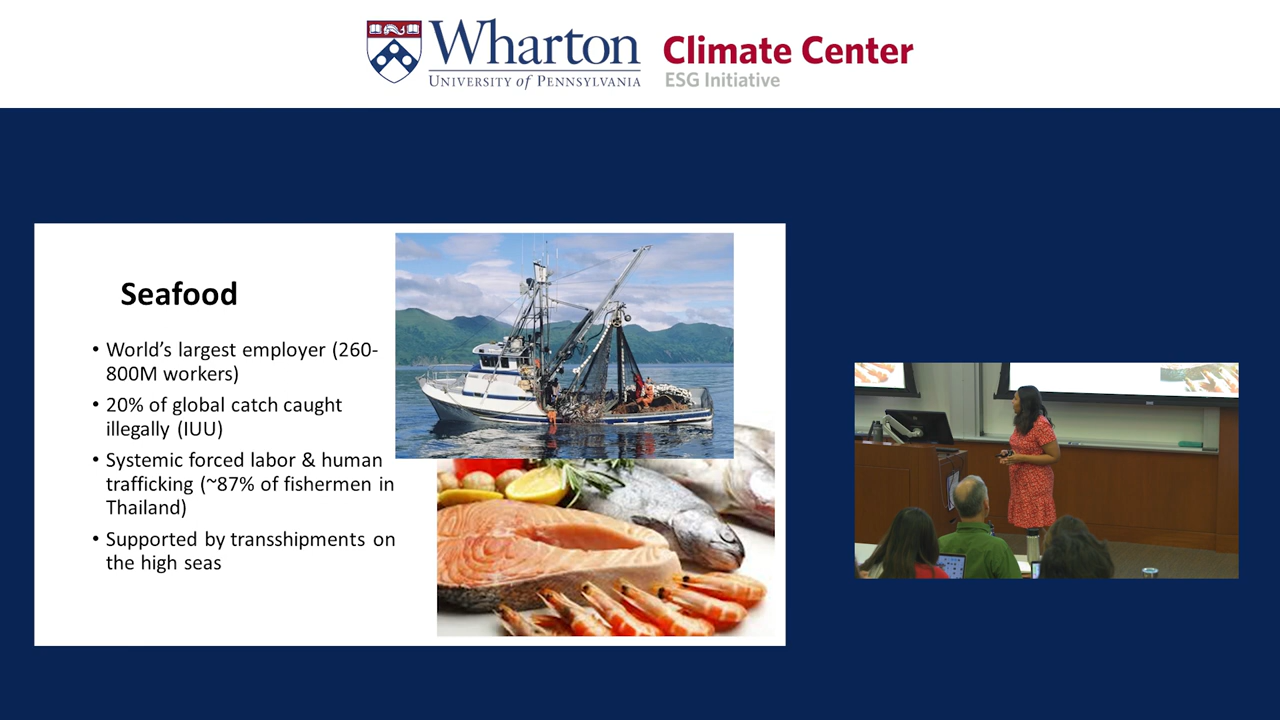 Wharton
UNIVERSITY of PENNSYLVANIA
Climate Center
ESG Initiative
Seafood
• World's largest employer (260-
800M workers)
• 20% of global catch caught
illegally (IUU)
• Systemic forced labor & human
trafficking (~87% of fishermen in
Thailand)
• Supported by transshipments on
the high seas